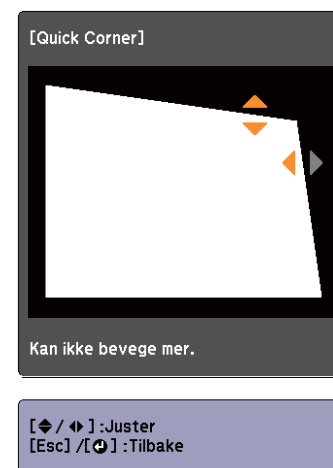 [Quick Corner]
Kan ikke bevege mer.
[ / ] :Juster
[Esc] /[ ] :Tilbake